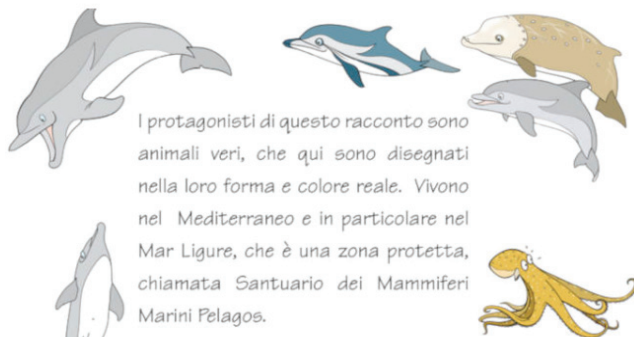 I protagonisti di questo racconto sono
animali veri, che qui sono disegnati
nella loro forma e colore reale. Vivono
nel Mediterraneo e in particolare nel
Mar Ligure, che è una zona protetta,
chiamata Santuario dei Mammiferi
Marini Pelagos.